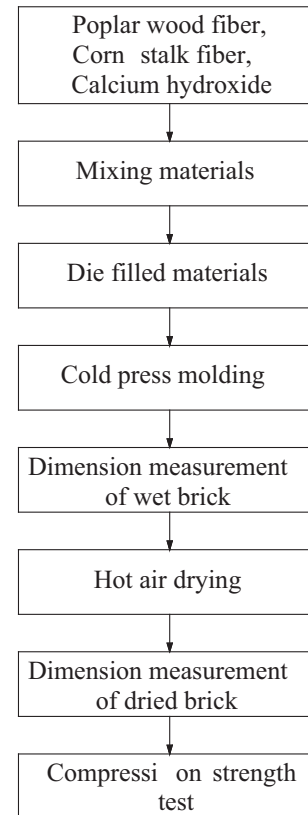 Poplar wood fiber,
Corn stalk fiber,
Calcium hydroxide
Mixing materials
Die filled materials
Cold press molding
Dimension measurement
of wet brick
Hot air drying
Dimension measurement
of dried brick
Compressi on strength
test